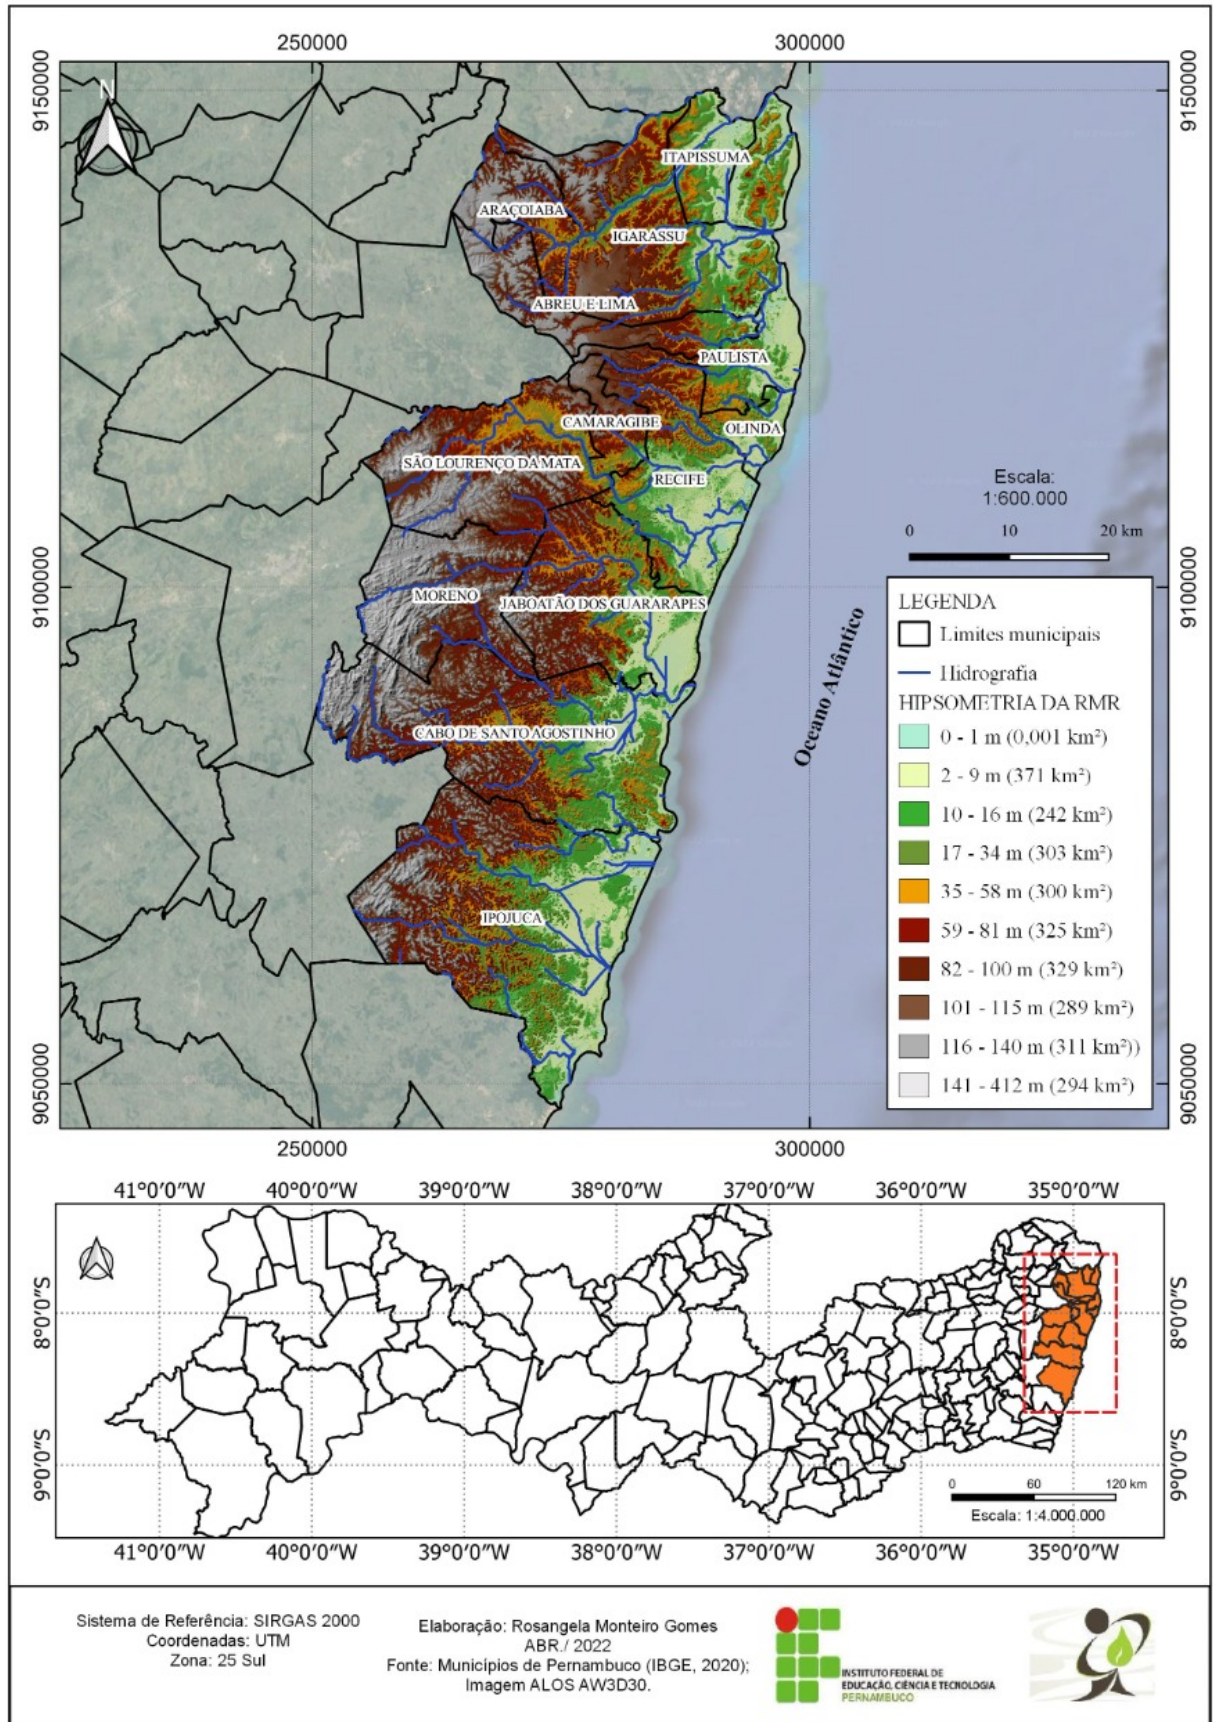 250000
300000
9150000
9150000
N
ITAPISSUMA
ARAÇOIABA
IGARASSU
ABREU E LIMA
PAULISTA
CAMARAGIBE
OLINDA
SÃO LOURENÇO DA MATA
RECIFE
Escala:
1:600.000
0 10 20 km
9100000
9100000
MORENO
JABOATÃO DOS GUARARAPES
CABO DE SANTO AGOSTINHO
IPOJUCA
Oceano Atlântico
LEGENDA
Limites municipais
Hidrografia
HIPSOMETRIA DA RMR
0 - 1 m (0,001 km²)
2 - 9 m (371 km²)
10 - 16 m (242 km²)
17 - 34 m (303 km²)
35 - 58 m (300 km²)
59 - 81 m (325 km²)
82 - 100 m (329 km²)
101 - 115 m (289 km²)
116 - 140 m (311 km²))
141 - 412 m (294 km²)
9050000
9050000
250000
300000
41°0'0"W 40°0'0"W 39°0'0"W 38°0'0"W 37°0'0"W 36°0'0"W 35°0'0"W
8°0'0"S
8°0'0"S
9°0'0"S
9°0'0"S
0 60 120 km
Escala: 1:4.000.000
41°0'0"W 40°0'0"W 39°0'0"W 38°0'0"W 37°0'0"W 36°0'0"W 35°0'0"W
Sistema de Referência: SIRGAS 2000
Coordenadas: UTM
Zona: 25 Sul
Elaboração: Rosangela Monteiro Gomes
ABR./ 2022
Fonte: Municípios de Pernambuco (IBGE, 2020);
Imagem ALOS AW3D30.
INSTITUTO FEDERAL DE
EDUCAÇÃO, CIÊNCIA E TECNOLOGIA
PERNAMBUCO